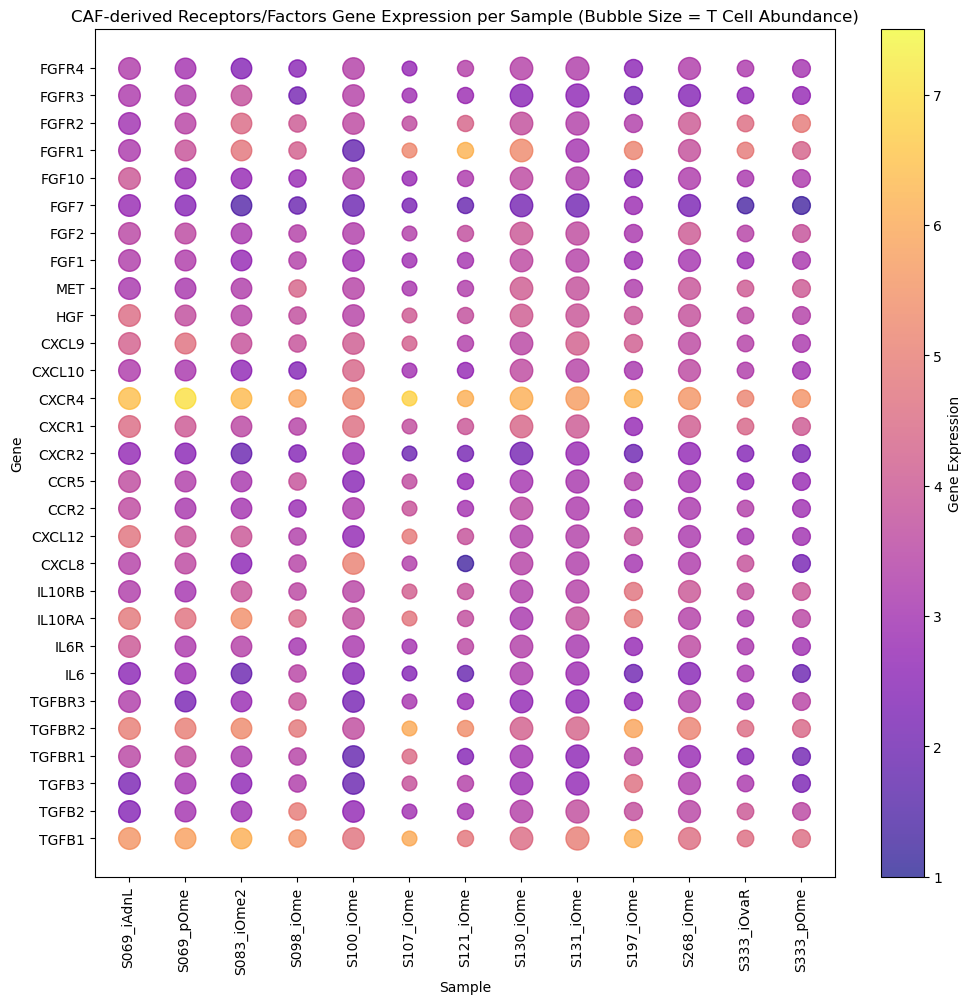 CAF-derived Receptors/Factors Gene Expression per Sample (Bubble Size = T Cell Abundance)
Gene
FGFR4
FGFR3
FGFR2
FGFR1
FGF10
FGF7
FGF2
FGF1
MET
HGF
CXCL9
CXCL10
CXCR4
CXCR1
CXCR2
CCR5
CCR2
CXCL12
CXCL8
IL10RB
IL10RA
IL6R
IL6
TGFBR3
TGFBR2
TGFBR1
TGFB3
TGFB2
TGFB1
S069_iAdnL
S069_pOme
S083_iOme2
S098_iOme
S100_iOme
S107_iOme
S121_iOme
S130_iOme
S131_iOme
S197_iOme
S268_iOme
S333_iOvaR
S333_pOme
Sample
7
6
5
4
3
2
1
Gene Expression